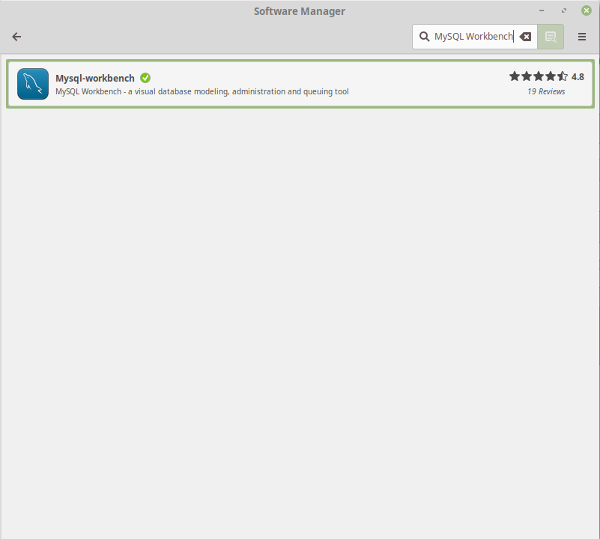 Software Manager
MySQL Workbench
Mysql-workbench
4.8
MySQL Workbench - a visual database modeling, administration and queuing tool
19 Reviews